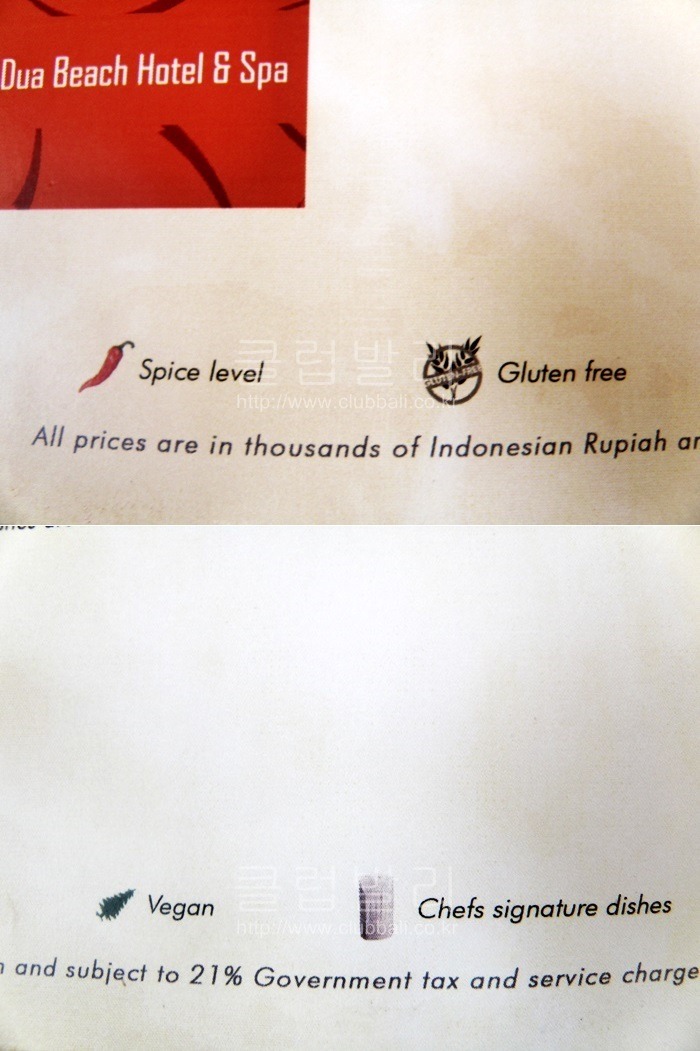 Dua Beach Hotel & Spa
Spice level
GLUTEN FREE
Gluten free
클럽발리
http://www.clubbali.co.kr
All prices are in thousands of Indonesian Rupiah
Vegan
Chefs signature dishes
클럽발리
http://www.clubbali.co.kr
and subject to 21% Government tax and service charge